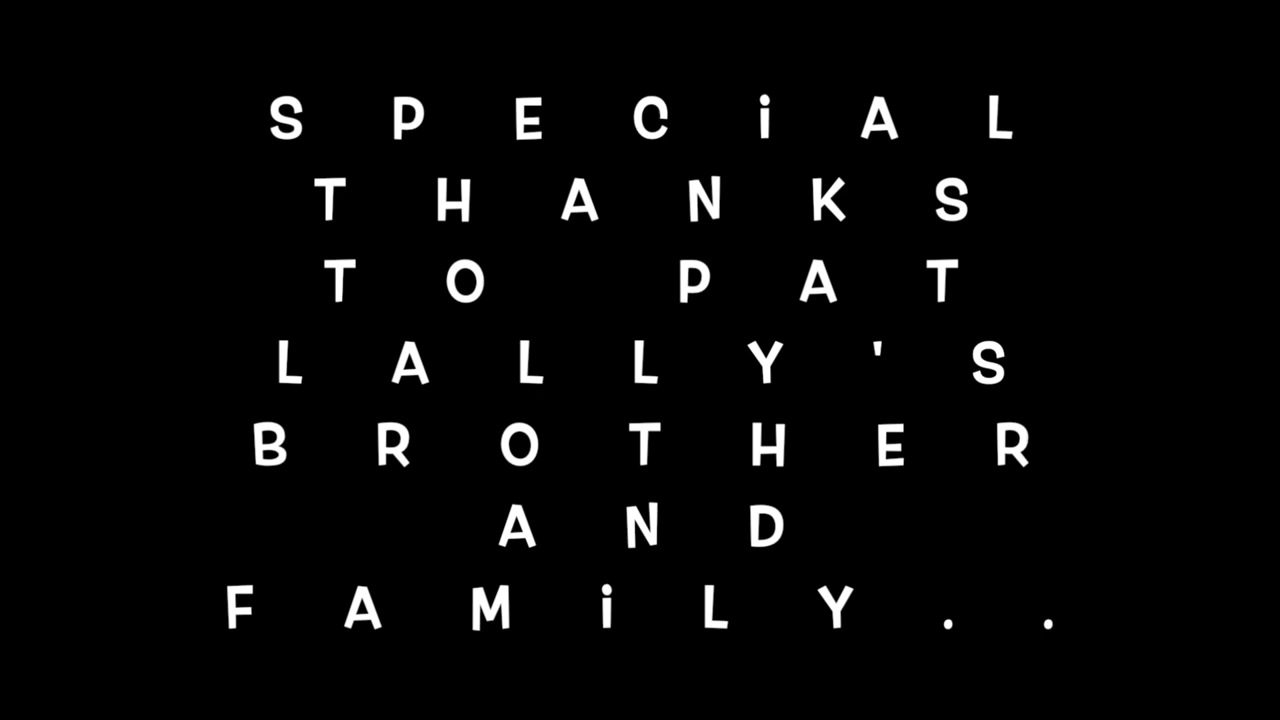 SPECiAL
THANKS
TO PAT
LALLY'S
BROTHER
AND
FAMiLY..